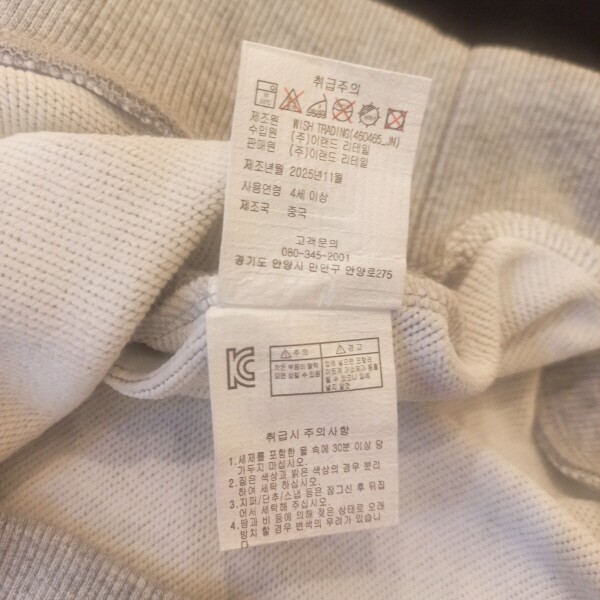 취급주의
제조원 WISH TRADING(460465_JN)
수입원 (주)이랜드 리테일
판매원 (주)이랜드 리테일
제조년월 2025년11월
사용연령 4세 이상
제조국 중국
고객문의
080-345-2001
경기도 안양시 만안구 안양로275
주의
경고
취급시 주의사항
1.세제를 포함한 물 속에 30분 이상 담
가두지 마십시오.
2.짙은 색상과 밝은 색상의 경우 분리
하여 세탁 하십시오.
3.지퍼/단추/스냅 등은 잠그신 후 뒤집
어서 세탁해 주십시오.
4.땀과 비 등에 의해 젖은 상태로 오래
방치 할 경우 변색의 우려가 있습니
다